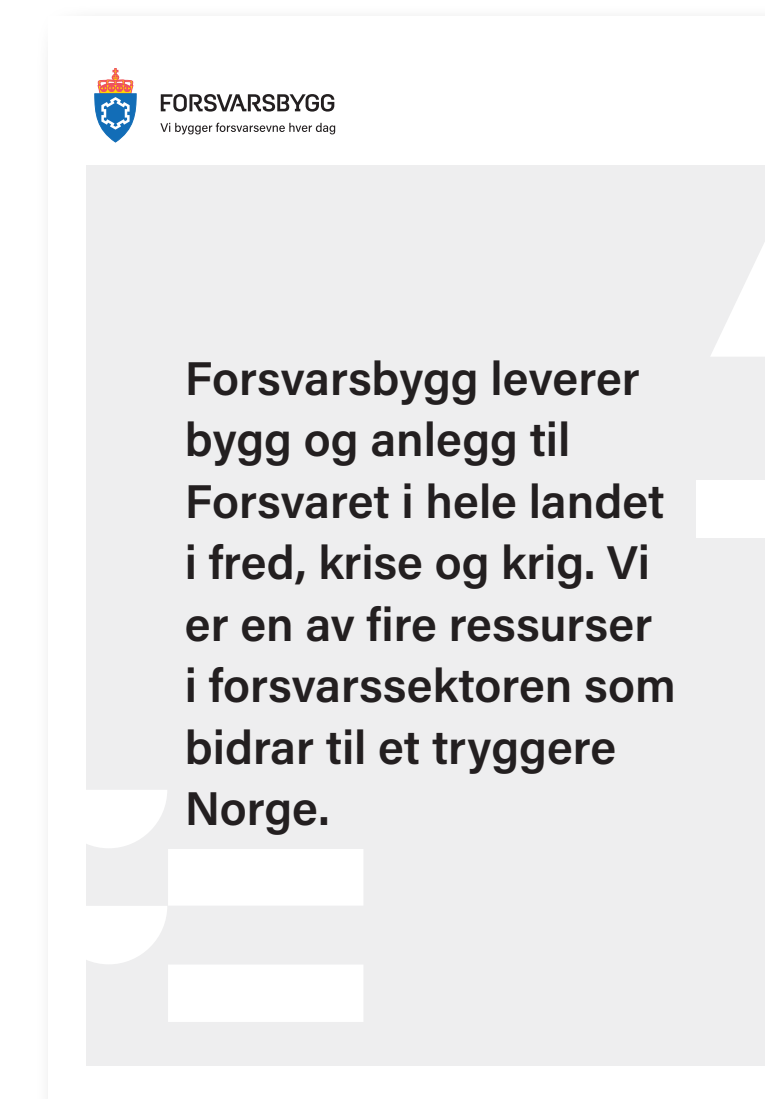 FORSVARSBYGG
Vi bygger forsvarsevne hver dag
Forsvarsbygg leverer
bygg og anlegg til
Forsvaret i hele landet
i fred, krise og krig. Vi
er en av fire ressurser
i forsvarssektoren som
bidrar til et tryggere
Norge.